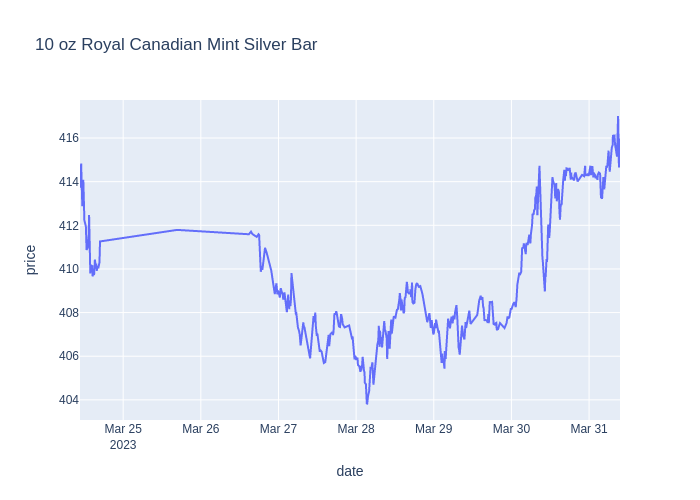 10 oz Royal Canadian Mint Silver Bar
416
414
412
410
408
406
404
price
Mar 25
2023
Mar 26
Mar 27
Mar 28
Mar 29
Mar 30
Mar 31
date